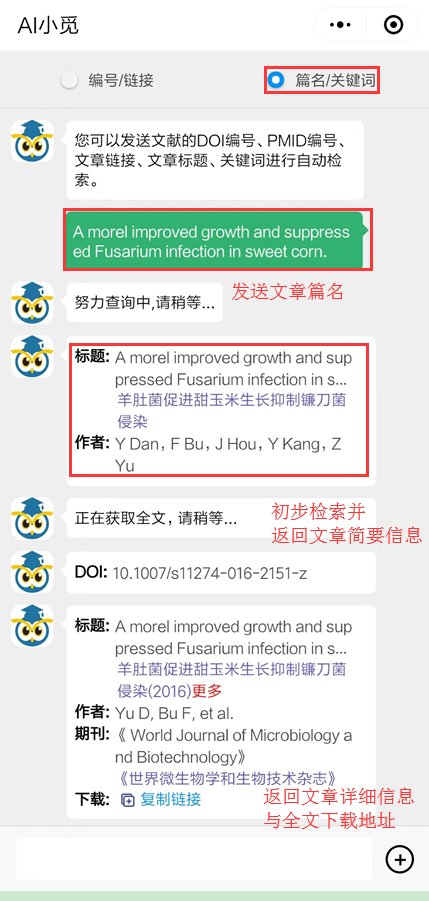 AI小觅
编号/链接
篇名/关键词
您可以发送文献的DOI编号、PMID编号、
文章链接、文章标题、关键词进行自动检
索。
A morel improved growth and suppress
ed Fusarium infection in sweet corn.
努力查询中,请稍等...
发送文章篇名
标题: A morel improved growth and sup
pressed Fusarium infection in s...
羊肚菌促进甜玉米生长抑制镰刀菌
侵染
作者: Y Dan, F Bu, J Hou, Y Kang, Z
Yu
正在获取全文, 请稍等...
初步检索并
返回文章简要信息
DOI: 10.1007/s11274-016-2151-z
标题: A morel improved growth and sup
pressed Fusarium infection in s...
羊肚菌促进甜玉米生长抑制镰刀菌
侵染(2016)更多
作者: Yu D, Bu F, et al.
期刊: 《 World Journal of Microbiology a
nd Biotechnology》
《世界微生物学和生物技术杂志》
下载: 复制链接
返回文章详细信息
与全文下载地址